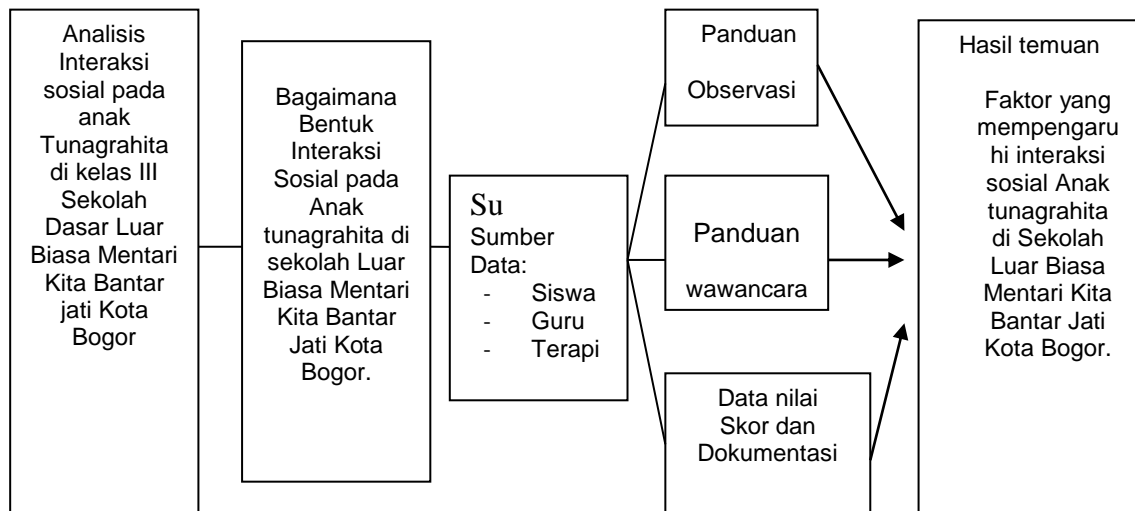 Analisis
Interaksi
sosial pada
anak
Tunagrahita
di kelas III
Sekolah
Dasar Luar
Biasa Mentari
Kita Bantar
jati Kota
Bogor
Bagaimana
Bentuk
Interaksi
Sosial pada
Anak
tunagrahita di
sekolah Luar
Biasa Mentari
Kita Bantar
Jati Kota
Bogor.
Su
Sumber
Data:
- Siswa
- Guru
- Terapi
Panduan
Observasi
Panduan
wawancara
Data nilai
Skor dan
Dokumentasi
Hasil temuan
Faktor yang
mempengaru
hi interaksi
sosial Anak
tunagrahita
di Sekolah
Luar Biasa
Mentari Kita
Bantar Jati
Kota Bogor.